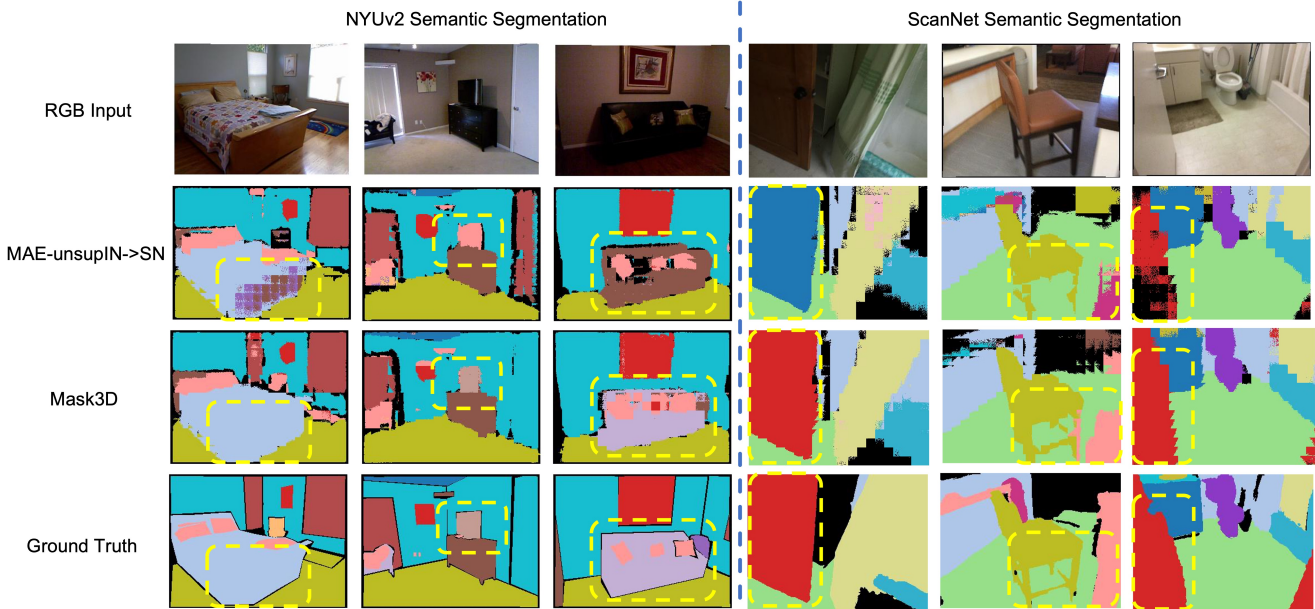 NYUv2 Semantic Segmentation
ScanNet Semantic Segmentation
RGB Input
MAE-unsupIN->SN
Mask3D
Ground Truth